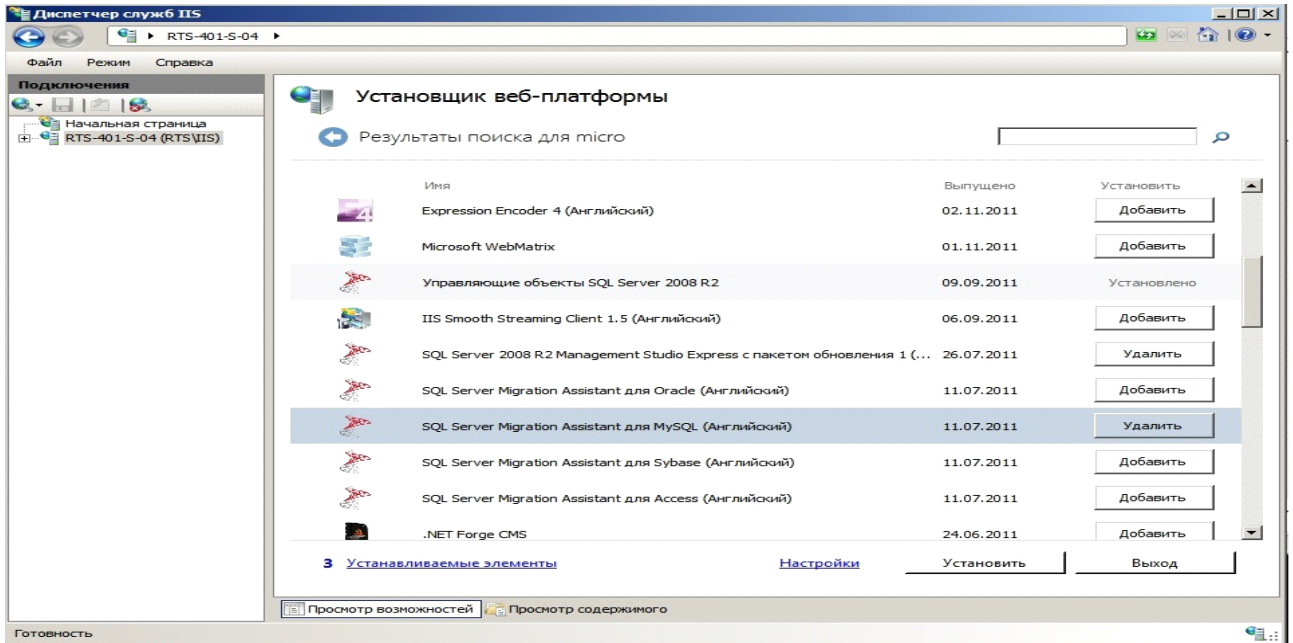 Диспетчер служб IIS
RTS-401-S-04
Файл Режим Справка
Подключения
Начальная страница
RTS-401-S-04 (RTS\IIS)
Установщик веб-платформы
Результаты поиска для micro
Имя Выпущено Установить
Expression Encoder 4 (Английский) 02.11.2011 Добавить
Microsoft WebMatrix 01.11.2011 Добавить
Управляющие объекты SQL Server 2008 R2 09.09.2011 Установлено
IIS Smooth Streaming Client 1.5 (Английский) 06.09.2011 Добавить
SQL Server 2008 R2 Management Studio Express с пакетом обновления 1 (... 26.07.2011 Удалить
SQL Server Migration Assistant для Oracle (Английский) 11.07.2011 Добавить
SQL Server Migration Assistant для MySQL (Английский) 11.07.2011 Удалить
SQL Server Migration Assistant для Sybase (Английский) 11.07.2011 Добавить
SQL Server Migration Assistant для Access (Английский) 11.07.2011 Добавить
.NET Forge CMS 24.06.2011 Добавить
3 Устанавливаемые элементы Настройки Установить Выход
Просмотр возможностей Просмотр содержимого
Готовность